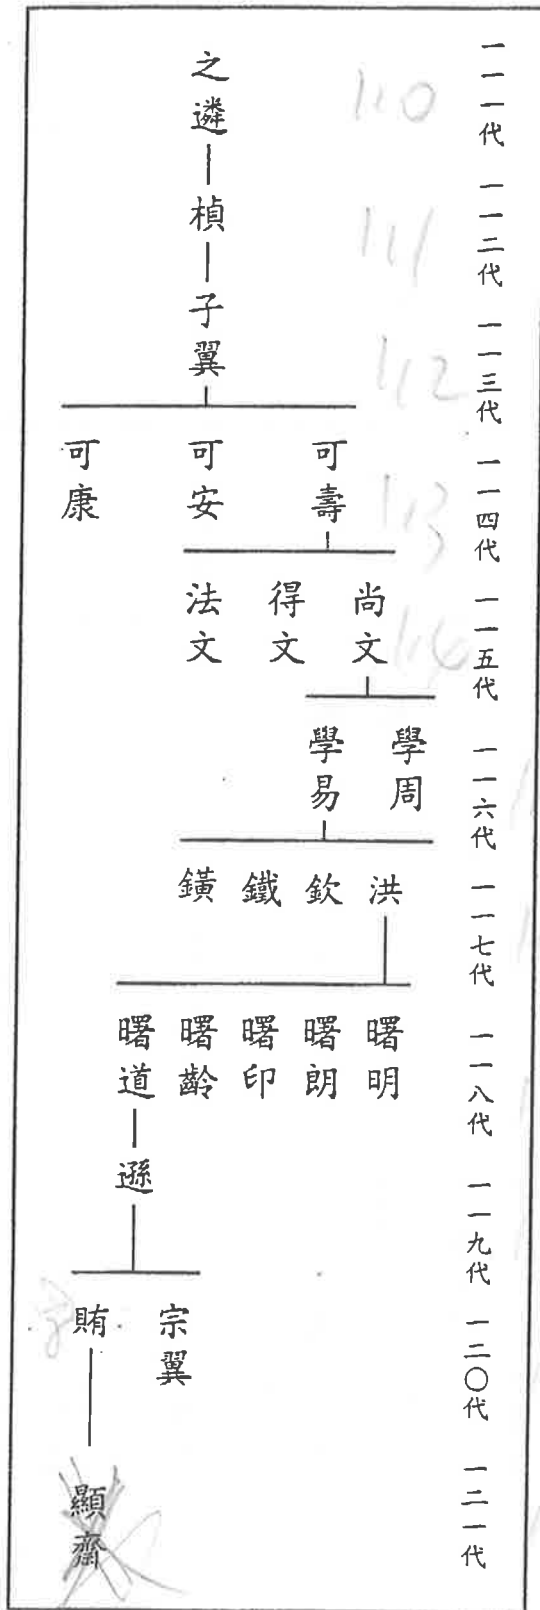 一一一代 一一二代 一一三代 一一四代 一一五代 一一六代 一一七代 一一八代 一一九代 一二〇代 一二一代
110
111
112
113
之遴
楨
子翼
可壽
可安
可康
尚文
得文
法文
學周
學易
洪
欽
鐵
鐄
曙明
曙朗
曙印
曙齡
曙道
遜
宗翼
賄
顯齋